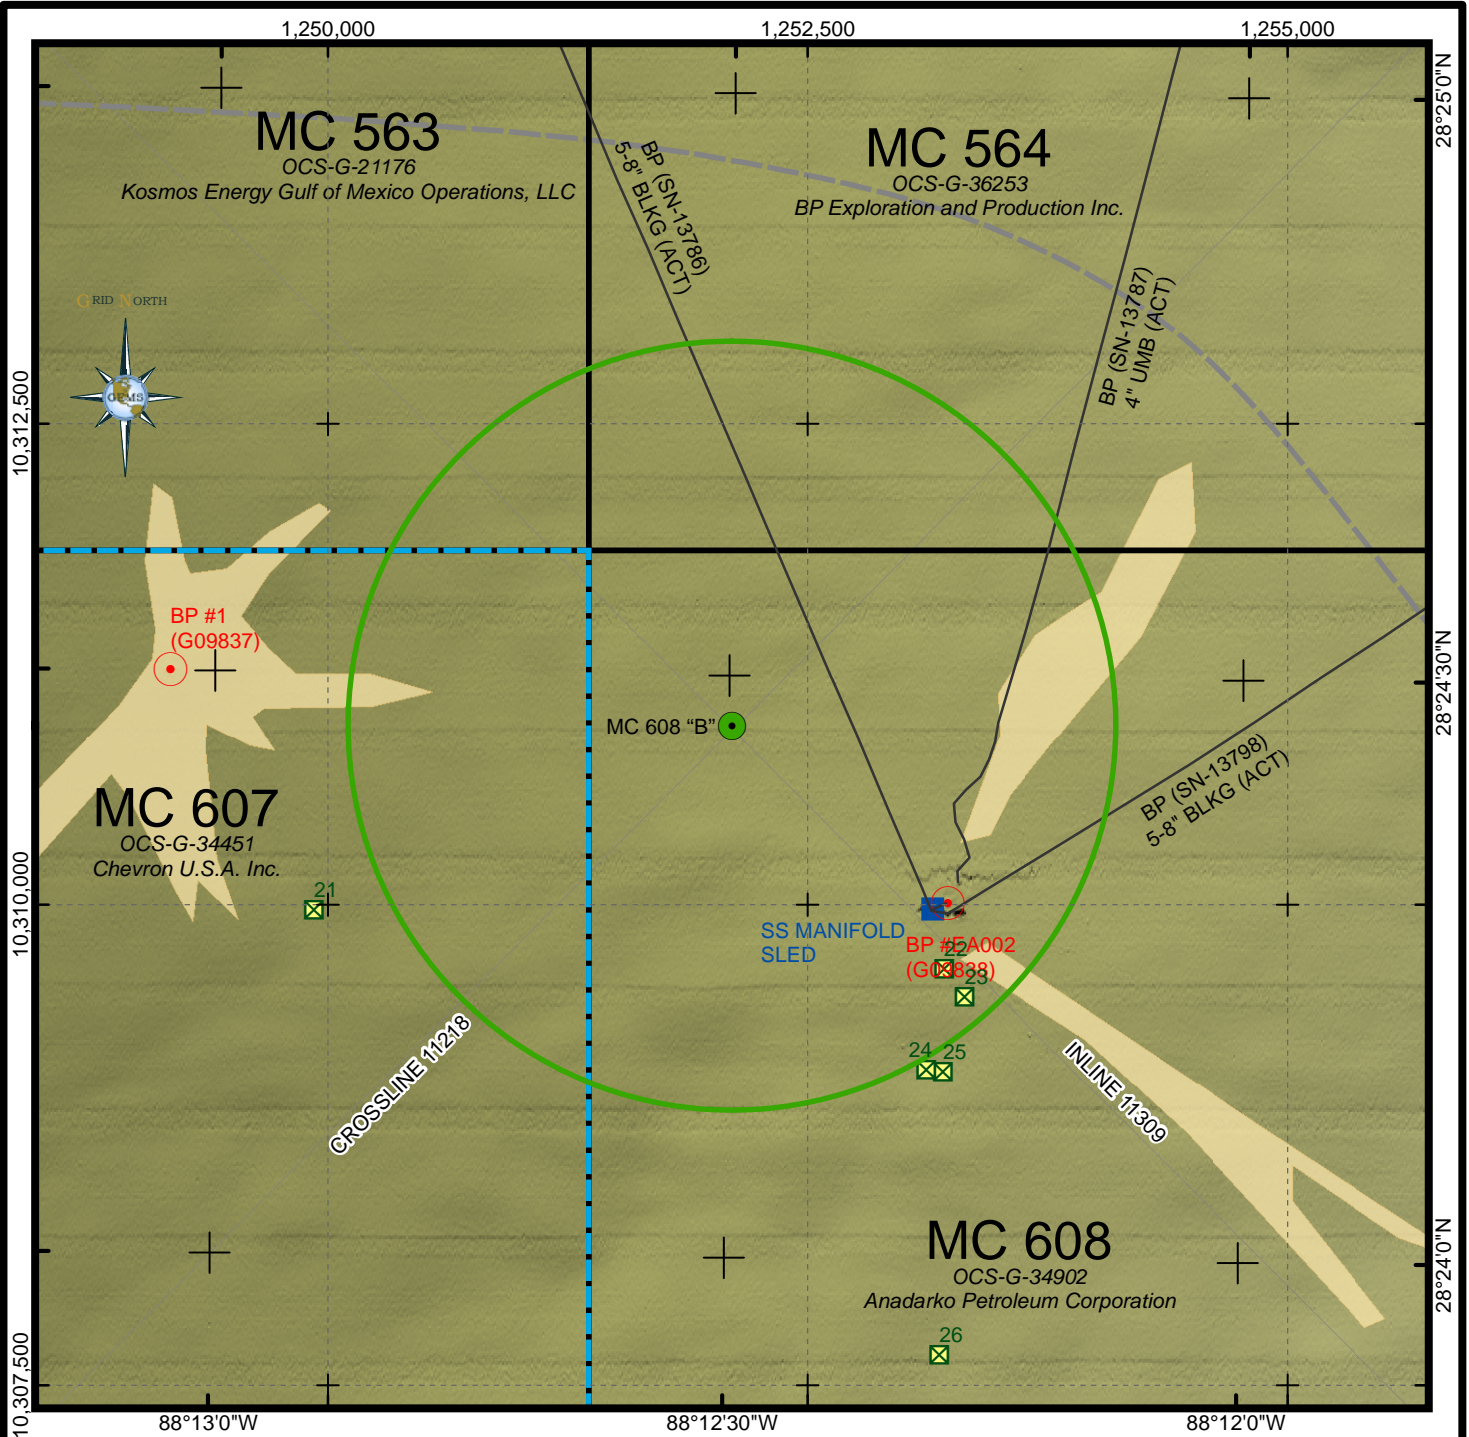 1,250,000
1,252,500
1,255,000
28°25'0"N
MC 563
OCS-G-21176
Kosmos Energy Gulf of Mexico Operations, LLC
MC 564
OCS-G-36253
BP Exploration and Production Inc.
BP (SN-13786)
5-8" BLKG (ACT)
BP (SN-13787)
4" UMB (ACT)
GRID NORTH
GEMS
10,312,500
BP #1
(G09837)
28°24'30"N
MC 608 “B”
BP (SN-13798)
5-8" BLKG (ACT)
MC 607
OCS-G-34451
Chevron U.S.A. Inc.
21
10,310,000
SS MANIFOLD
SLED
BP #EA002
(G09838)
22
23
24
25
CROSSLINE 11218
INLINE 11309
MC 608
OCS-G-34902
Anadarko Petroleum Corporation
28°24'0"N
26
10,307,500
88°13'0"W
88°12'30"W
88°12'0"W